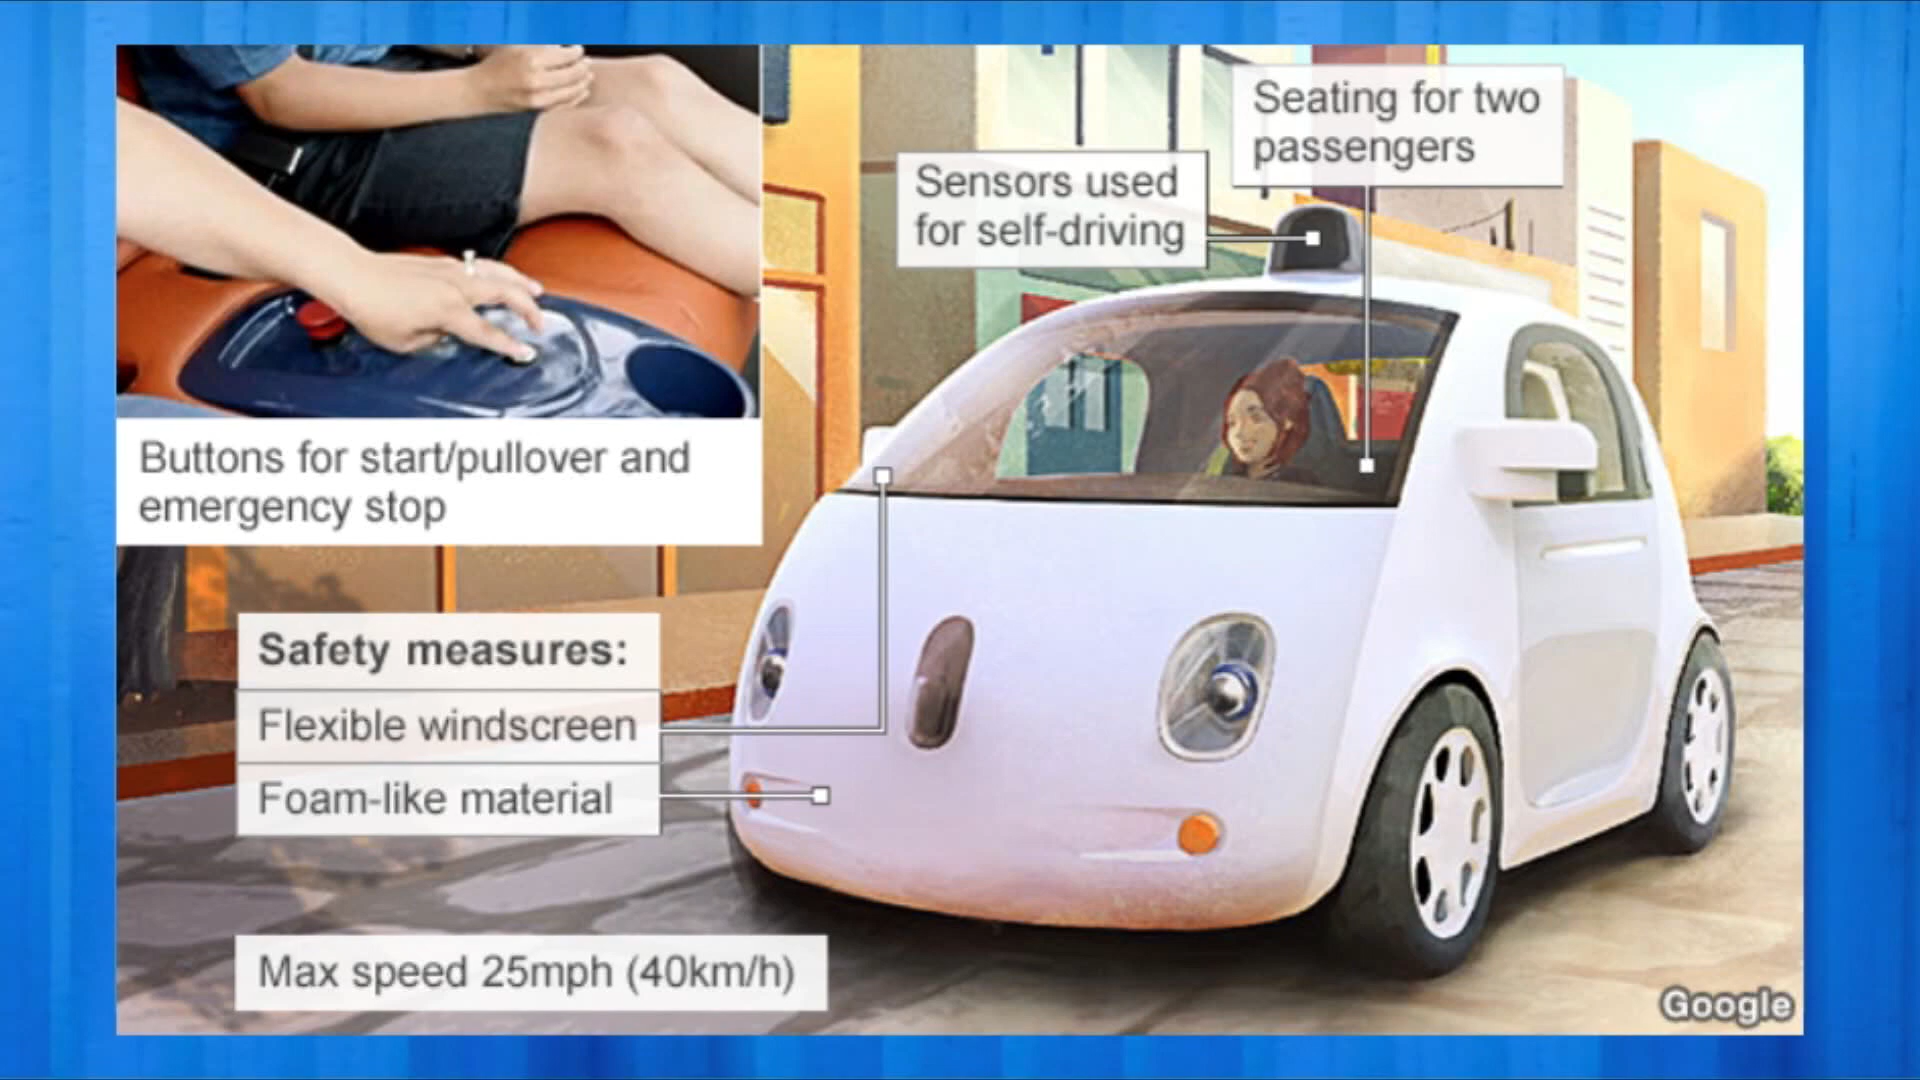 Seating for two
passengers
Sensors used
for self-driving
Buttons for start/pullover and
emergency stop
Safety measures:
Flexible windscreen
Foam-like material
Max speed 25mph (40km/h)
Google